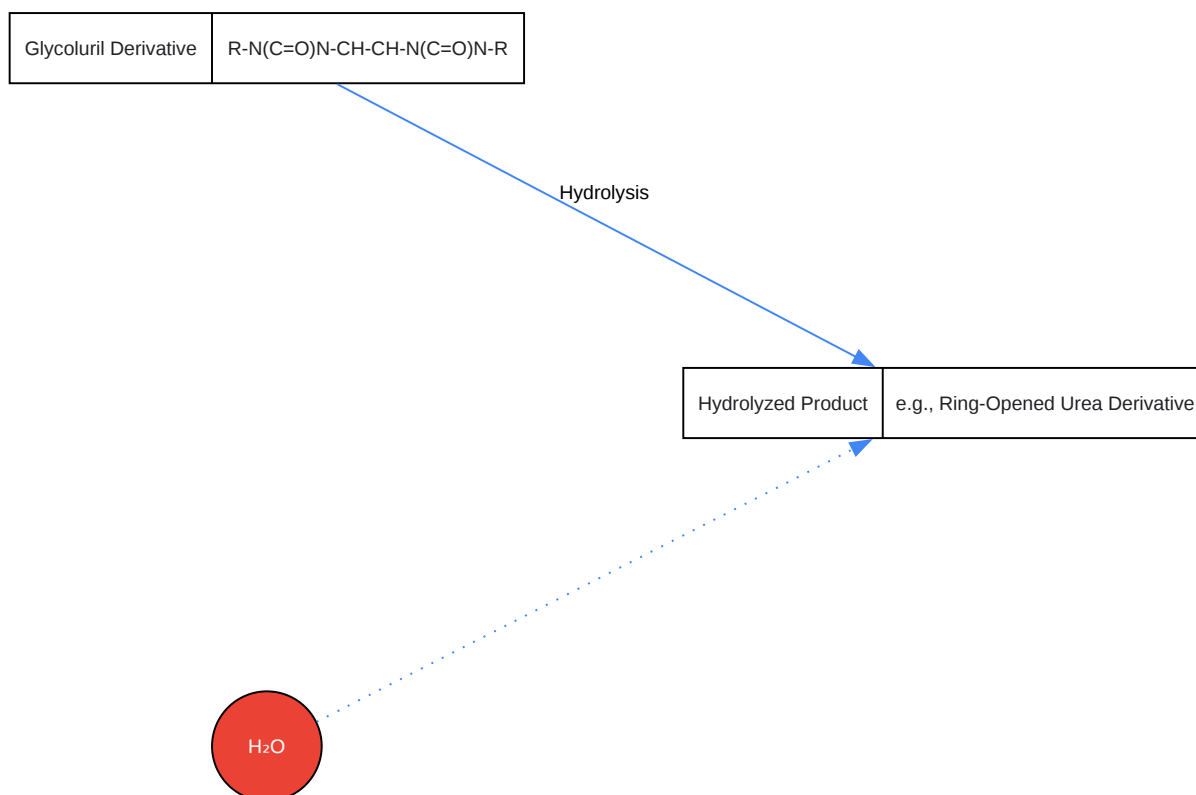 Glycoluril Derivative
R-N(C=O)N-CH-CH-N(C=O)N-R
Hydrolysis
Hydrolyzed Product
e.g., Ring-Opened Urea Derivative
H₂O